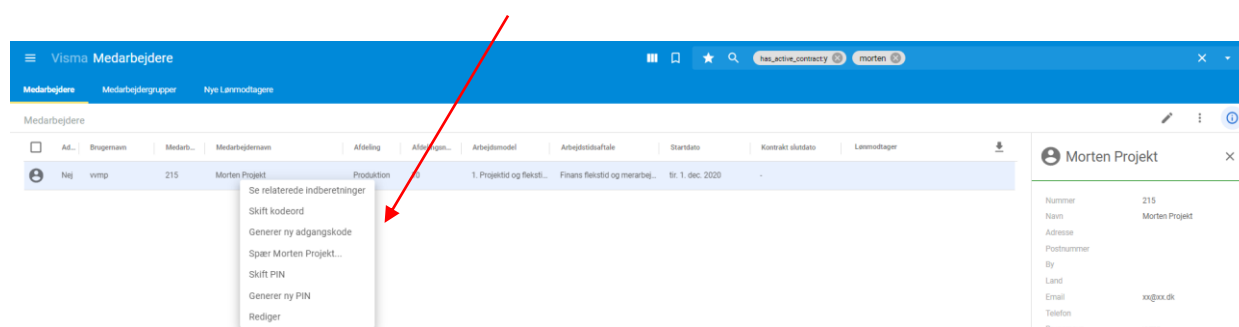 Visma Medarbejdere
has_active_contract:y morten
Medarbejdere Medarbejdergrupper Nye Lønmodtagere
Medarbejdere
Ad... Brugernavn Medarb... Medarbejdernavn Afdeling Afdelingsn... Arbejdsmodel Arbejdstidsaftale Startdato Kontrakt slutdato Lønmodtager
Nej vvmp 215 Morten Projekt Produktion 1. Projektid og fleksti... Finans flekstid og merarbej... tir. 1. dec. 2020 -
Se relaterede indberetninger
Skift kodeord
Generer ny adgangskode
Spær Morten Projekt...
Skift PIN
Generer ny PIN
Rediger
Morten Projekt
Nummer 215
Navn Morten Projekt
Adresse
Postnummer
By
Land
Email xx@xx.dk
Telefon